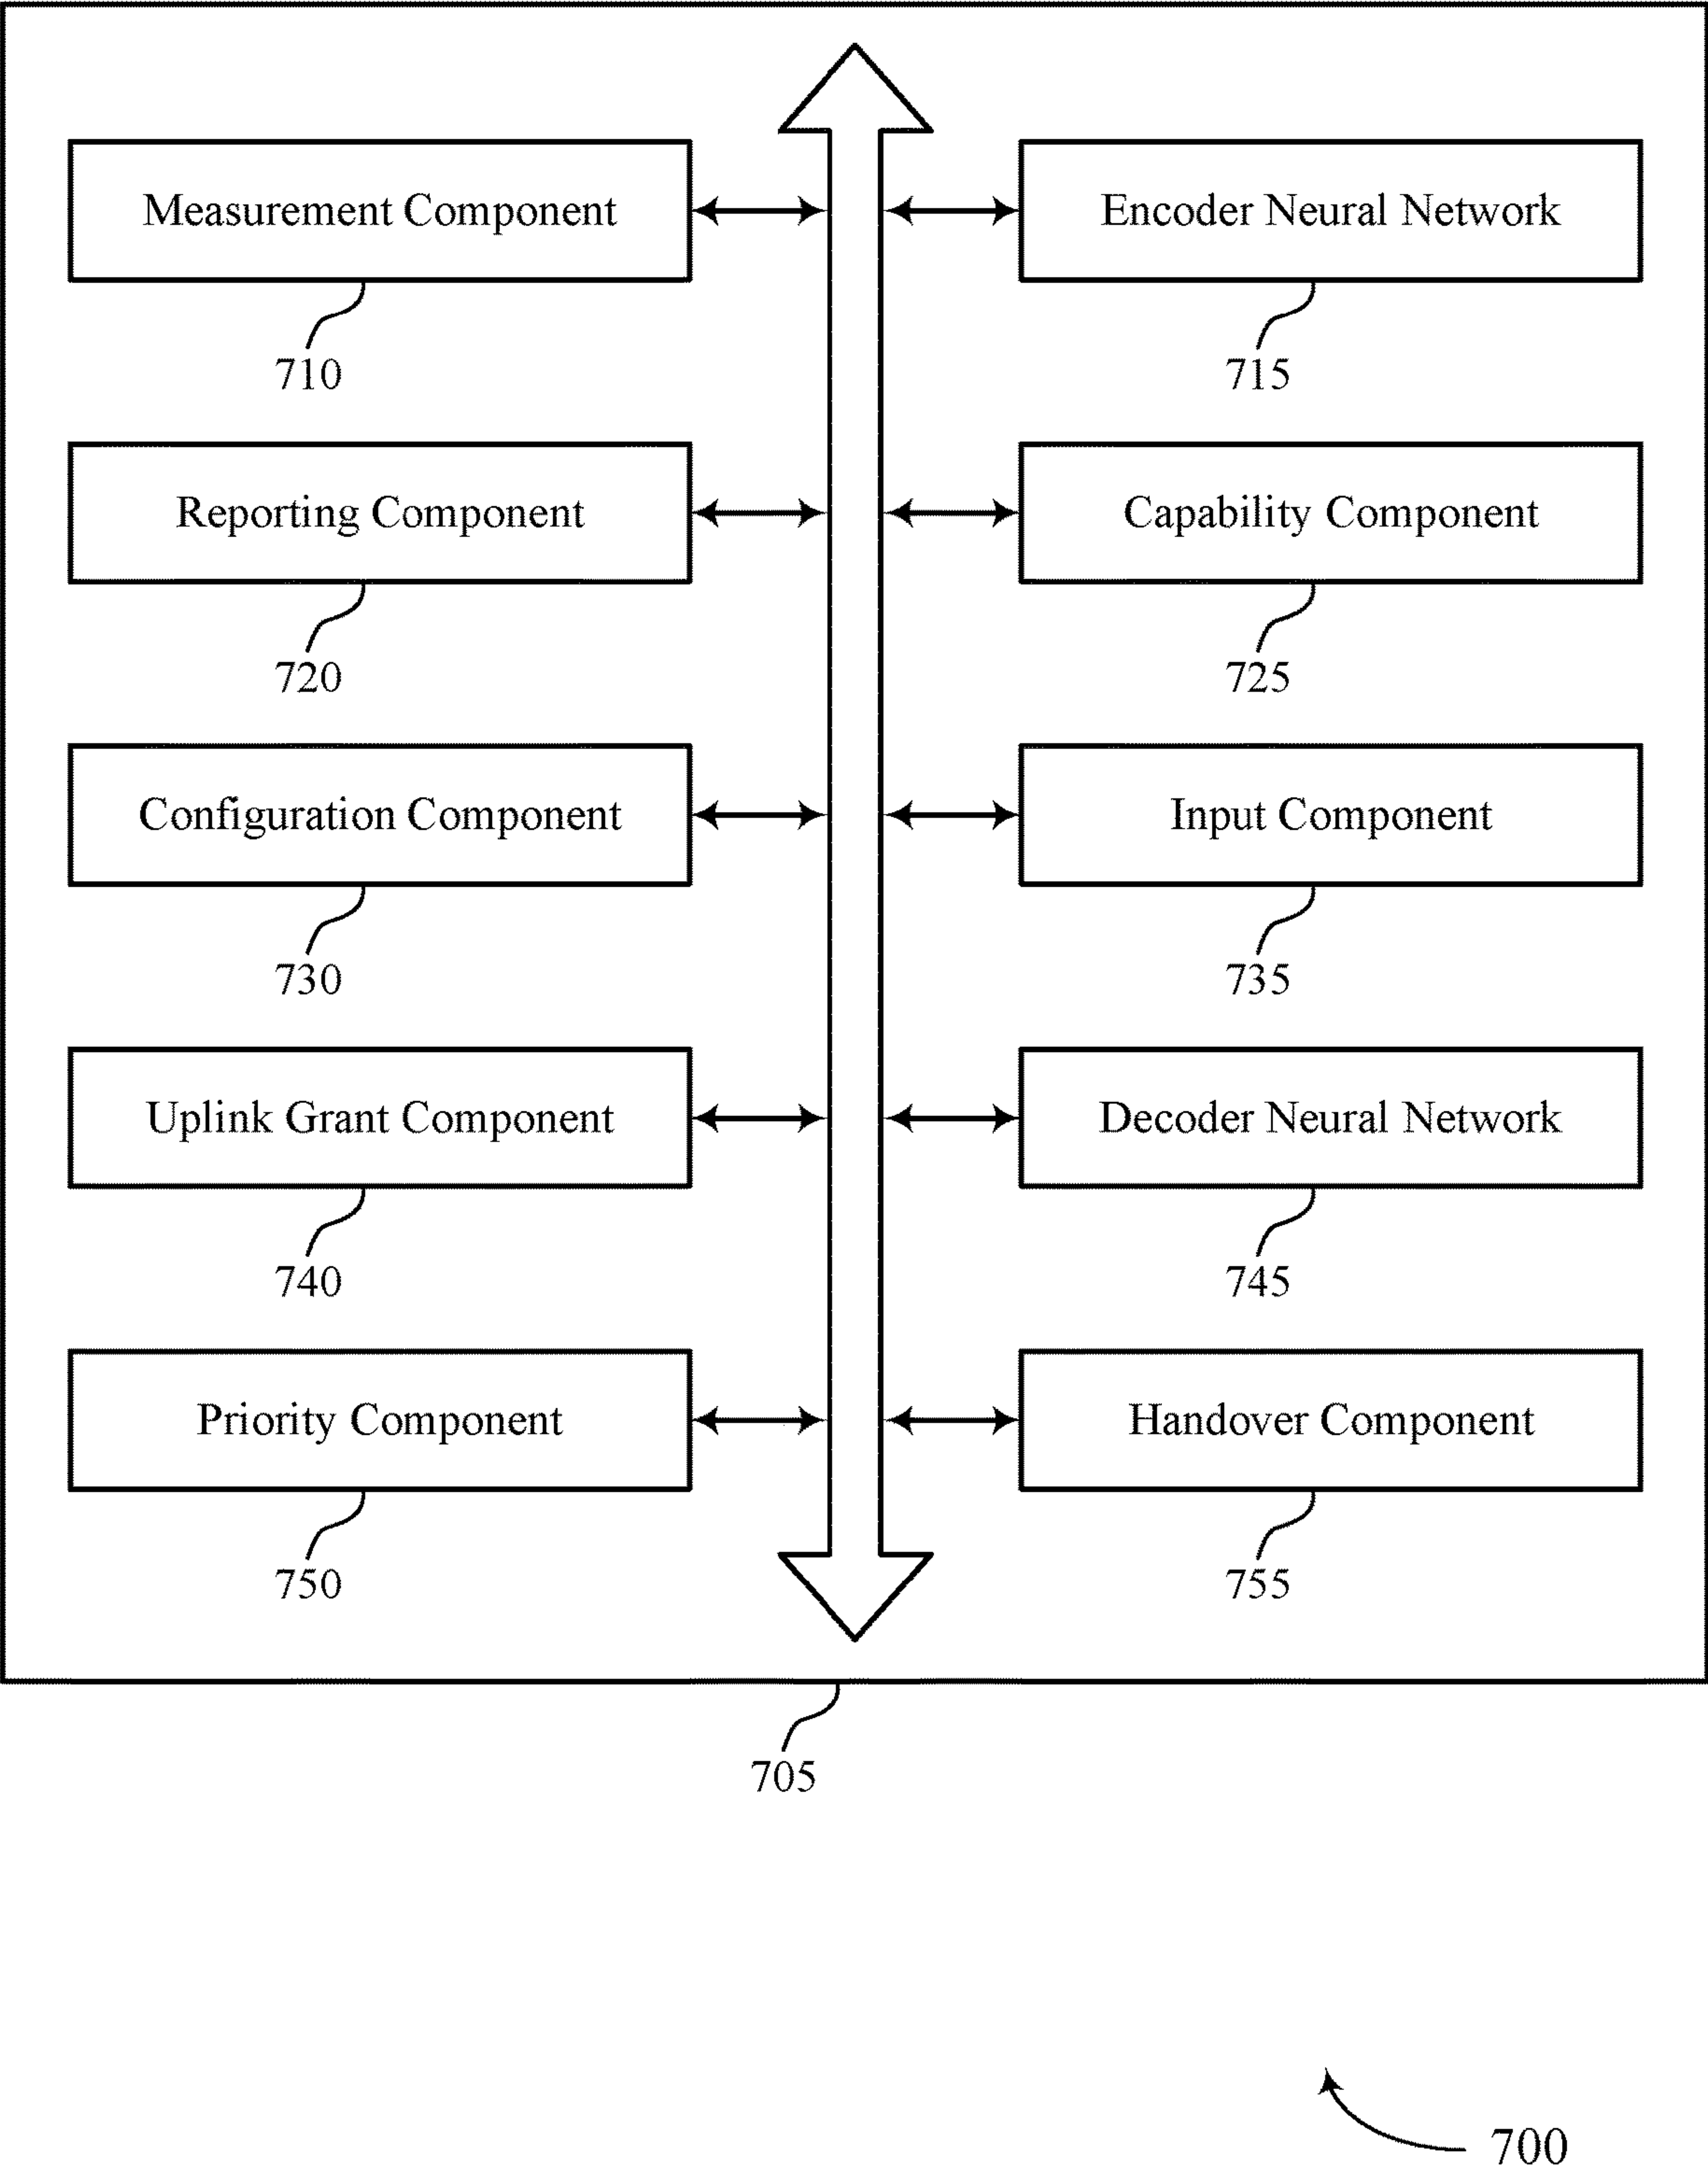 Measurement Component
Encoder Neural Network
710
715
Reporting Component
Capability Component
720
725
Configuration Component
Input Component
730
735
Uplink Grant Component
Decoder Neural Network
740
745
Priority Component
Handover Component
750
755
705
700